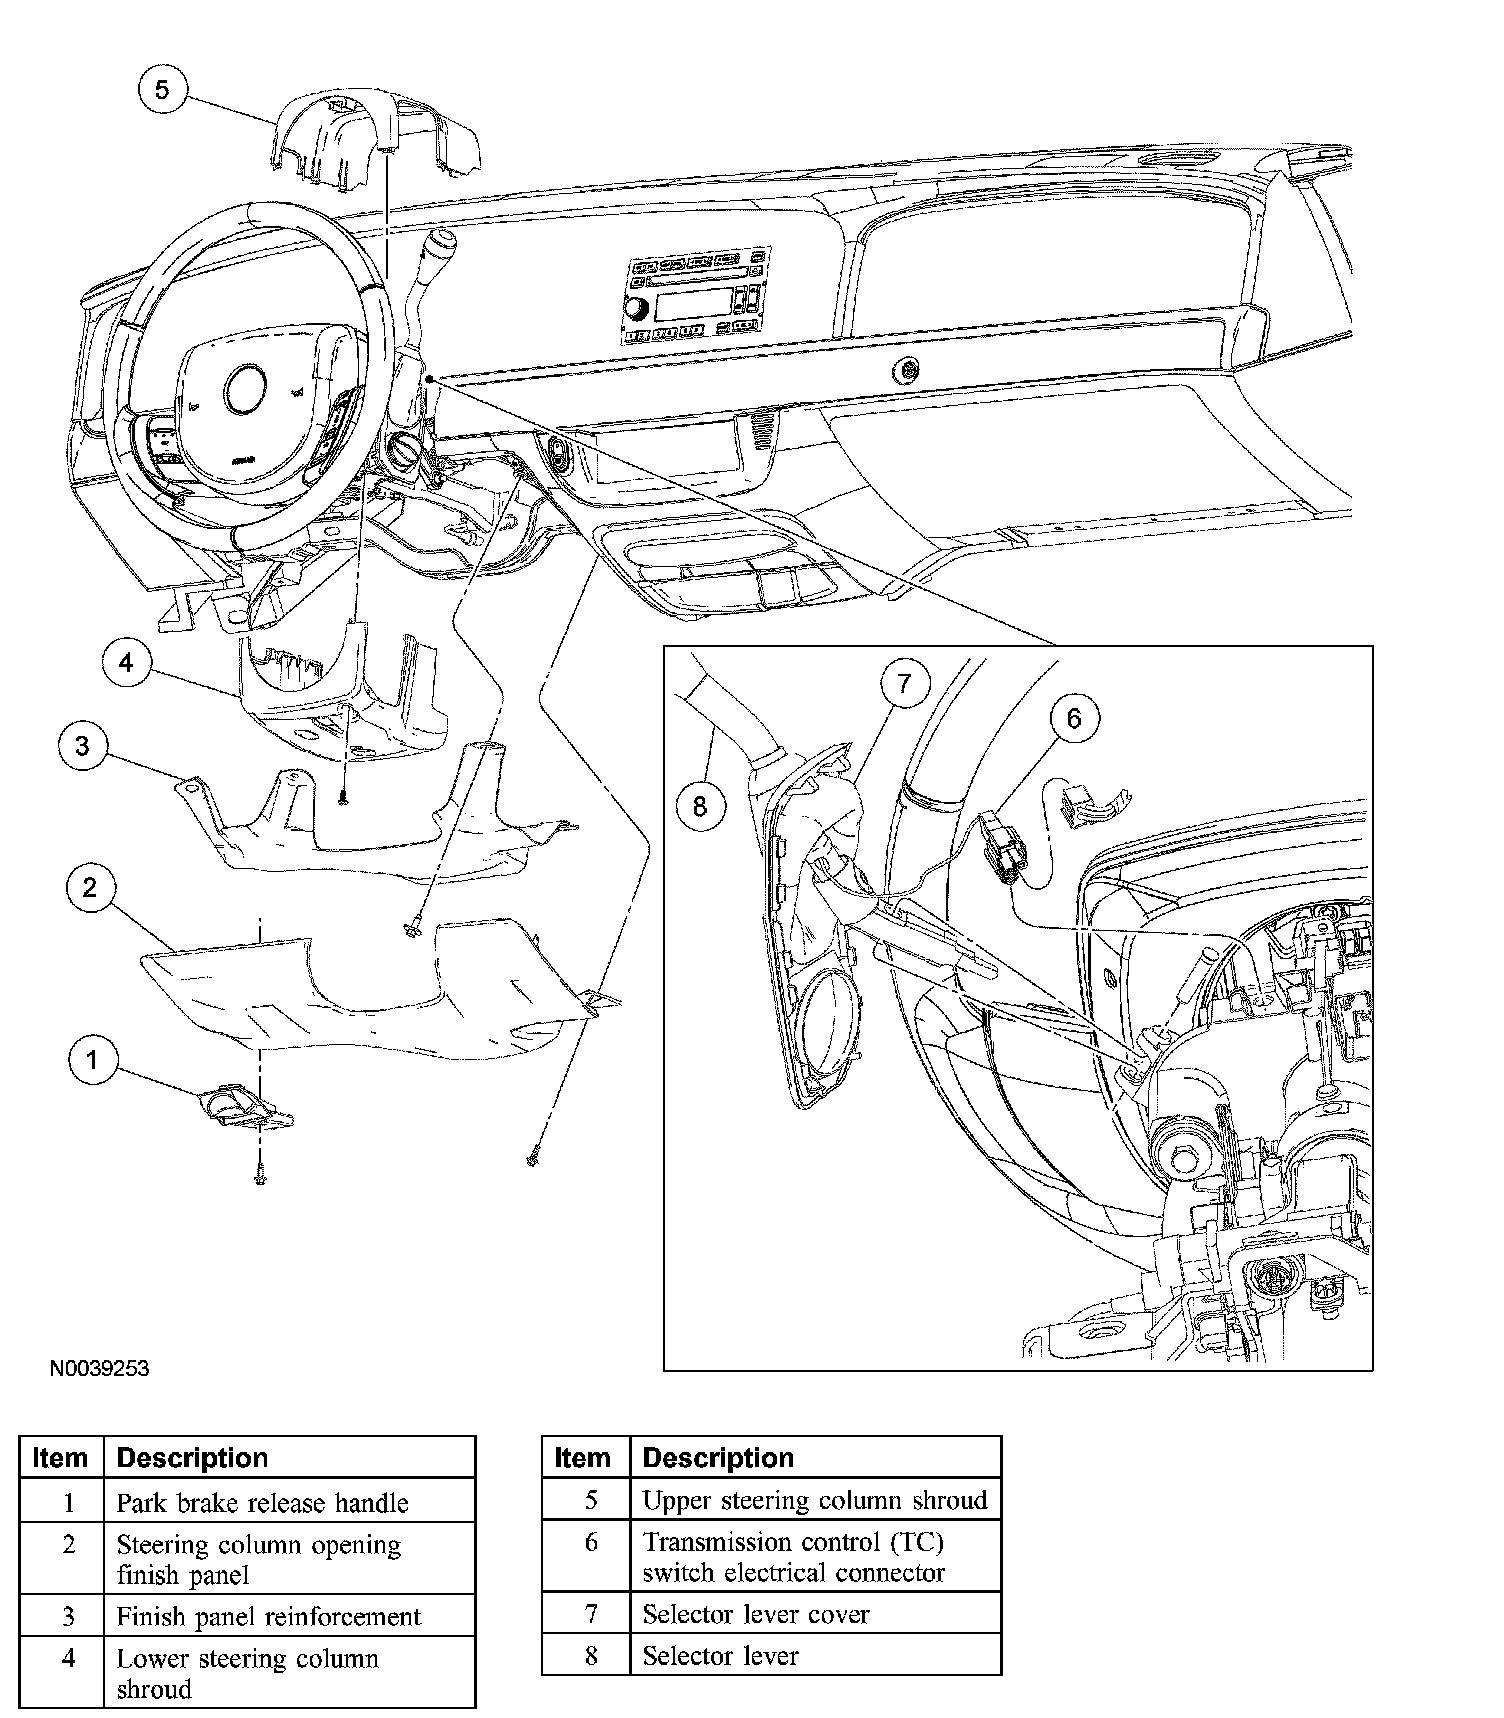 5
4
3
2
1
7
6
8
N0039253
Item Description
1 Park brake release handle
2 Steering column opening
finish panel
3 Finish panel reinforcement
4 Lower steering column
shroud
Item Description
5 Upper steering column shroud
6 Transmission control (TC)
switch electrical connector
7 Selector lever cover
8 Selector lever